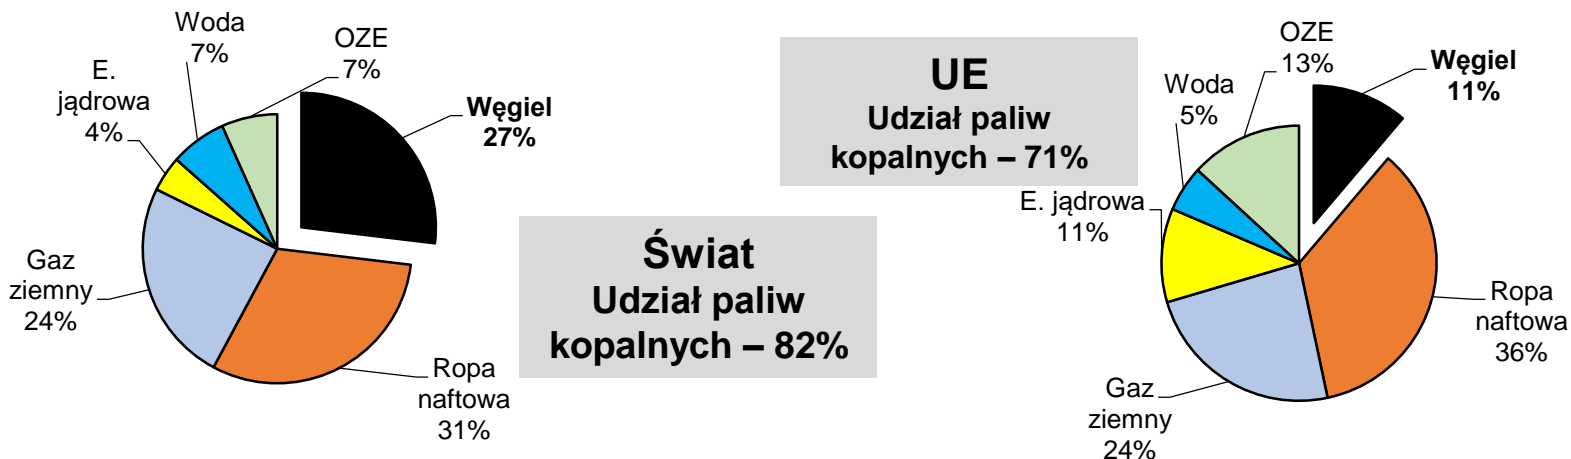 Woda
7%
OZE
7%
E.
jądrowa
4%
Węgiel
27%
Gaz
ziemny
24%
Ropa
naftowa
31%
Świat
Udział paliw
kopalnych – 82%
UE
Udział paliw
kopalnych – 71%
OZE
13%
Węgiel
11%
Woda
5%
E. jądrowa
11%
Ropa
naftowa
36%
Gaz
ziemny
24%